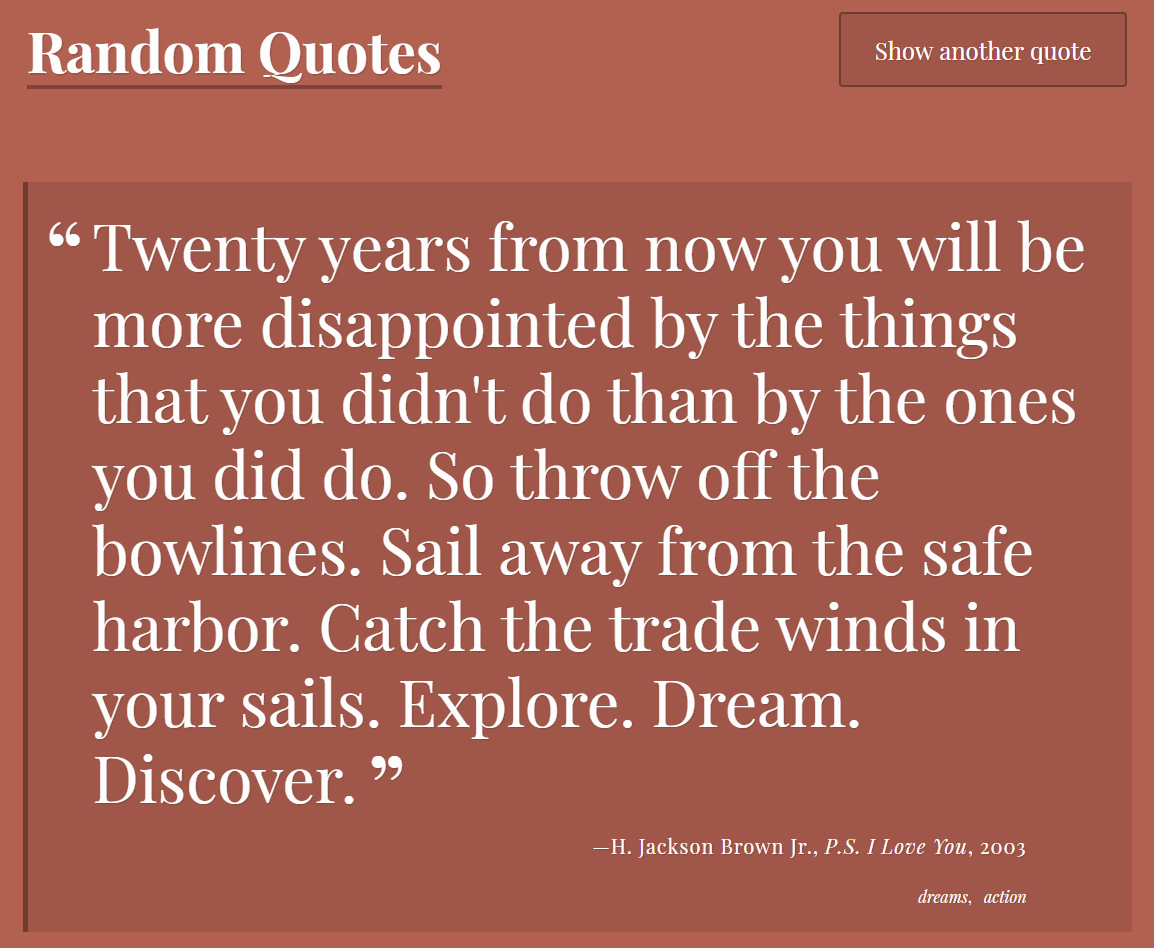 Random Quotes
Show another quote
“Twenty years from now you will be
more disappointed by the things
that you didn't do than by the ones
you did do. So throw off the
bowlines. Sail away from the safe
harbor. Catch the trade winds in
your sails. Explore. Dream.
Discover.”
—H. Jackson Brown Jr., P.S. I Love You, 2003
dreams, action